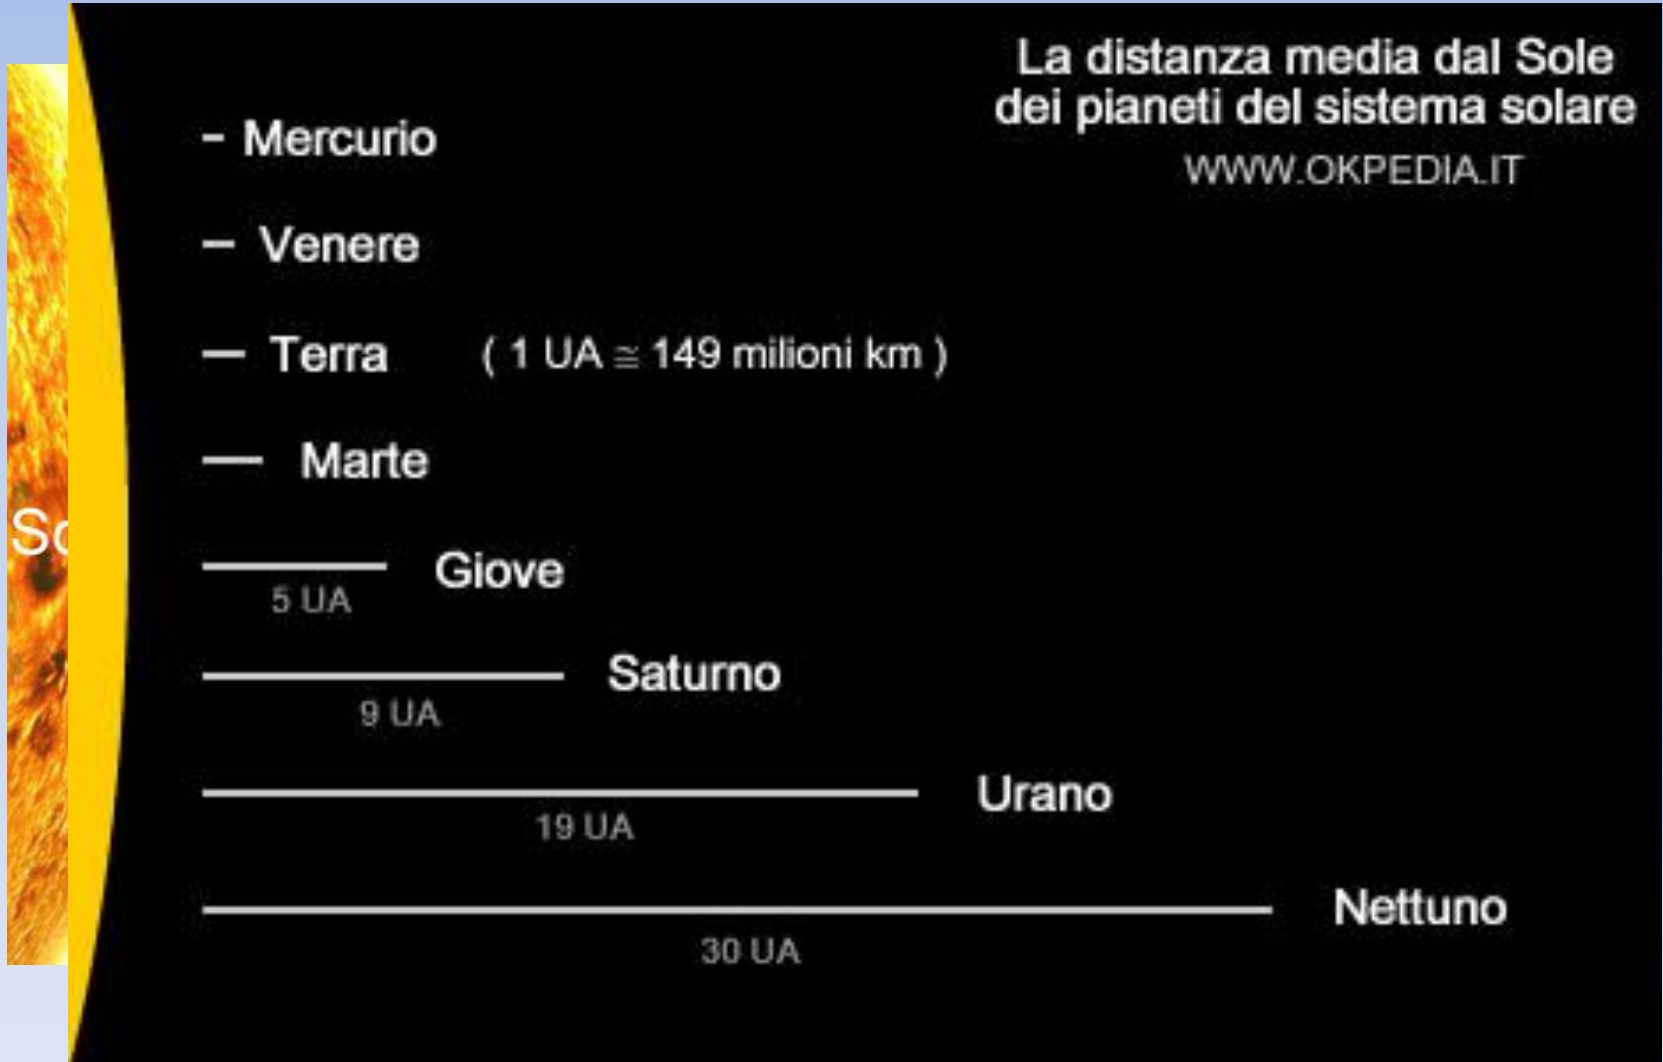 La distanza media dal Sole
dei pianeti del sistema solare
WWW.OKPEDIA.IT
Mercurio
Venere
Terra ( 1 UA ≅ 149 milioni km )
Marte
Giove
5 UA
Saturno
9 UA
Urano
19 UA
Nettuno
30 UA